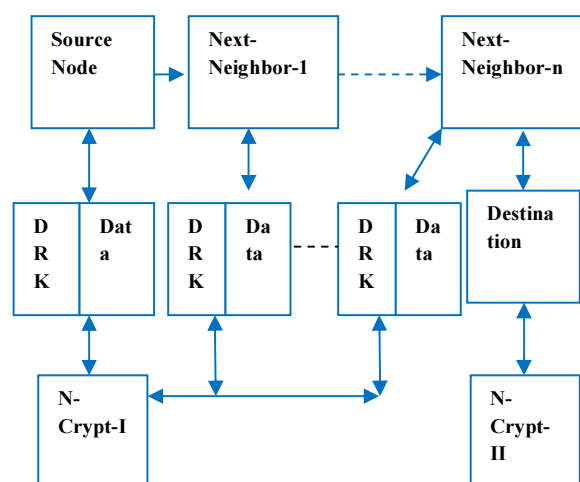 Source
Node
Next-
Neighbor-1
Next-
Neighbor-n
D
R
K
Dat
a
D
R
K
Da
ta
D
R
K
Da
ta
Destina
tion
N-
Crypt-I
N-
Crypt-
II